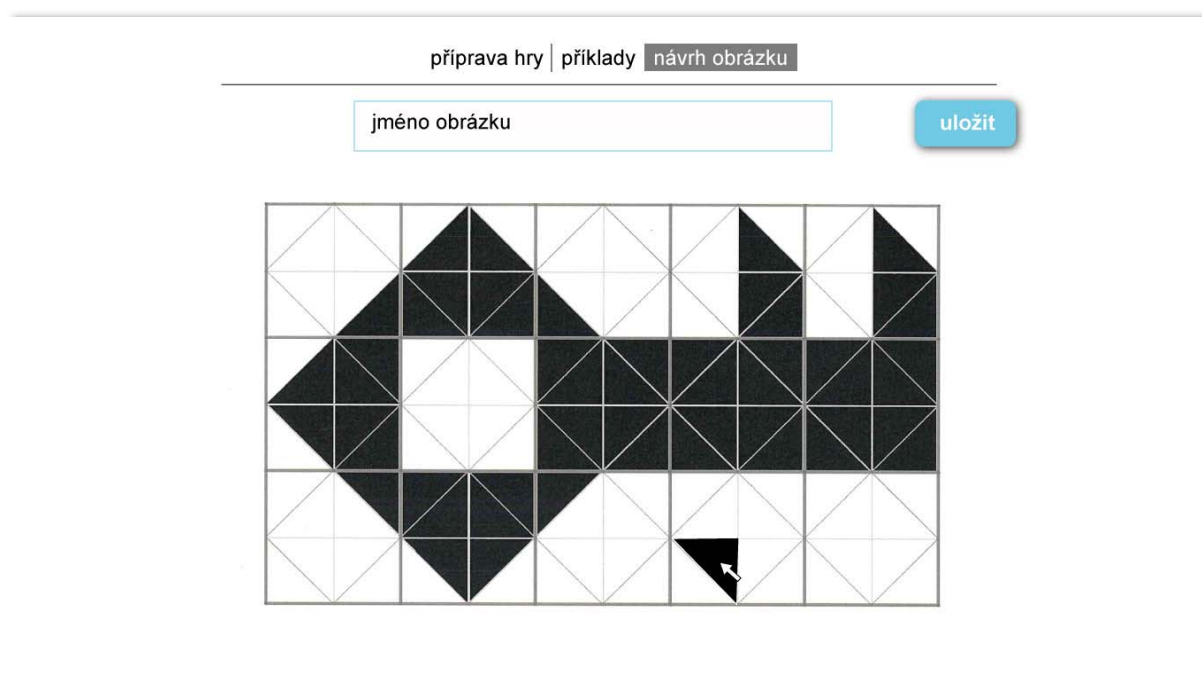 příprava hry | příklady návrh obrázku
jméno obrázku
uložit